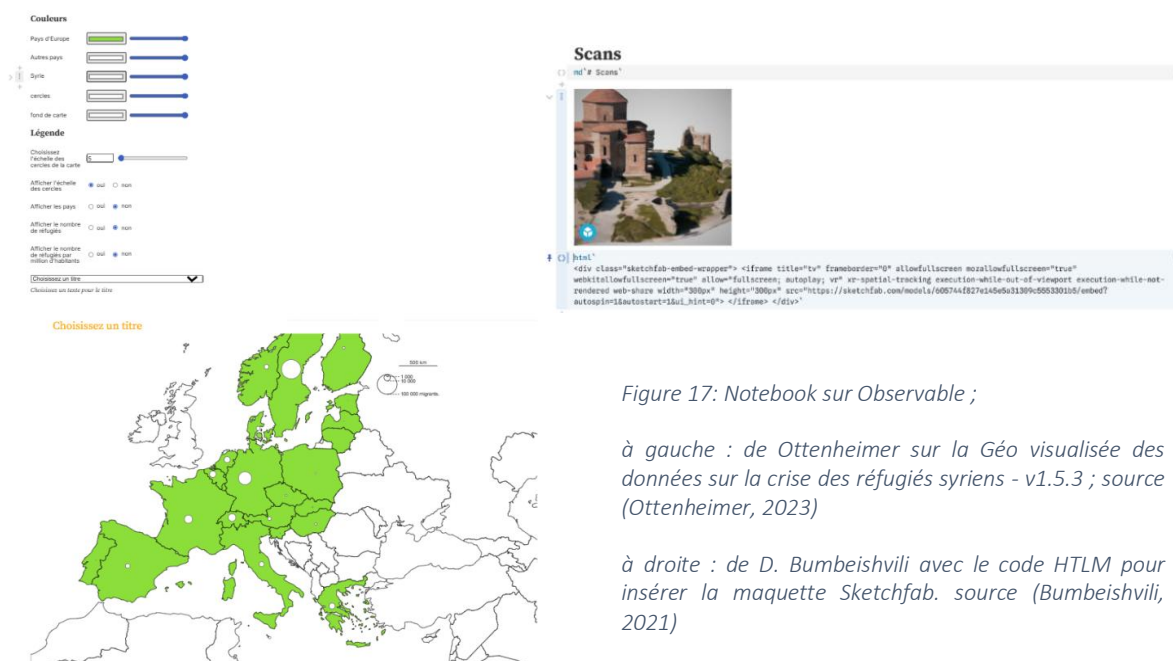 Couleurs
Pays d'Europe
Autres pays
Syrie
cercles
fond de carte
Légende
Choisissez
l'échelle des
cercles de la carte
5
Afficher l'échelle
des cercles
oui non
Afficher les pays
oui non
Afficher le nombre
de réfugiés
oui non
Afficher le nombre
de réfugiés par
million d'habitants
oui non
Choisissez un titre
Choisissez un texte pour le titre
Choisissez un titre
500 km
1 000
10 000
100 000 migrants
Scans
md`# Scans`
html`
<div class="sketchfab-embed-wrapper"> <iframe title="tv" frameborder="0" allowfullscreen mozallowfullscreen="true"
webkitallowfullscreen="true" allow="fullscreen; autoplay; vr" xr-spatial-tracking execution-while-out-of-viewport execution-while-not-
rendered web-share width="300px" height="300px" src="https://sketchfab.com/models/605744f827e145e5a31309c5553301b5/embed?
autospin=1&autostart=1&ui_hint=0"> </iframe> </div>`
Figure 17: Notebook sur Observable ;
à gauche : de Ottenheimer sur la Géo visualisée des
données sur la crise des réfugiés syriens - v1.5.3 ; source
(Ottenheimer, 2023)
à droite : de D. Bumbeishvili avec le code HTLM pour
insérer la maquette Sketchfab. source (Bumbeishvili,
2021)